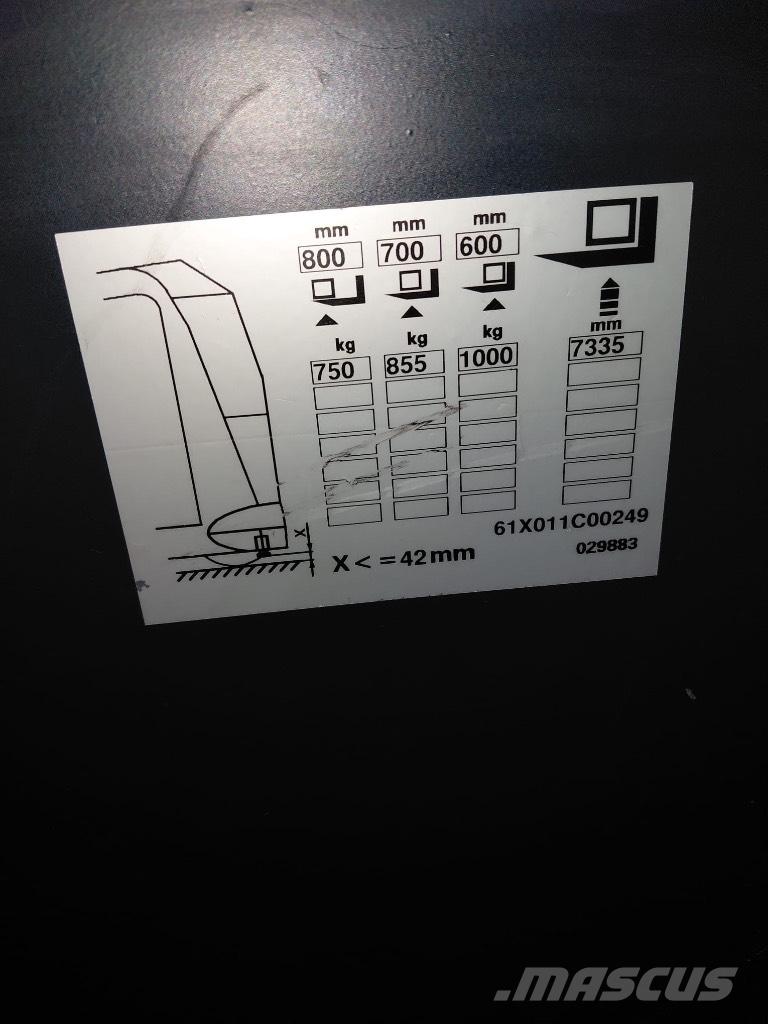 mm mm mm
800 700 600
kg kg kg mm
750 855 1000 7335
X
61X011C00249
X < = 42mm
029883
MASCUS